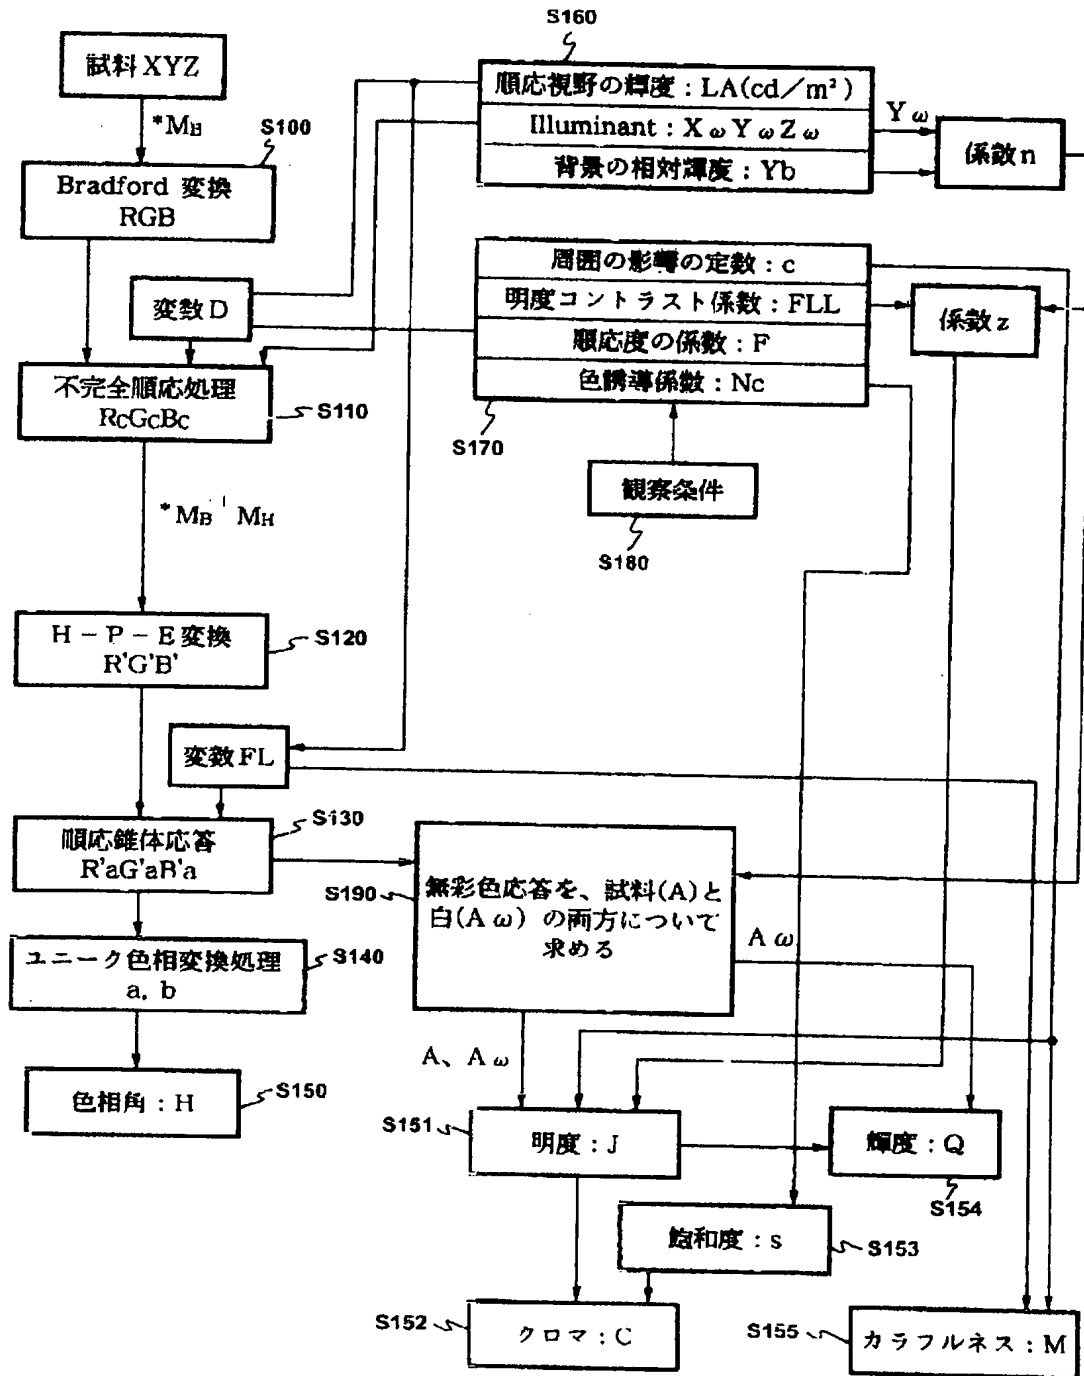 S160
試料XYZ
*MB
S100
Bradford 変換
RGB
順応視野の輝度：LA(cd／m²)
Illuminant：XωYωZω
背景の相対輝度：Yb
Yω
係数n
変数D
周囲の影響の定数：c
明度コントラスト係数：FLL
順応度の係数：F
色誘導係数：Nc
係数z
不完全順応処理
RcGcBc
S110
S170
観察条件
S180
*MB MH
H－P－E変換
R'G'B'
S120
変数FL
順応錐体応答
R'aG'aB'a
S130
S190
無彩色応答を、試料(A)と
白(Aω)の両方について
求める
Aω
ユニーク色相変換処理
a, b
S140
A、Aω
色相角：H
S150
S151
明度：J
輝度：Q
S154
飽和度：s
S153
S152
クロマ：C
S155
カラフルネス：M